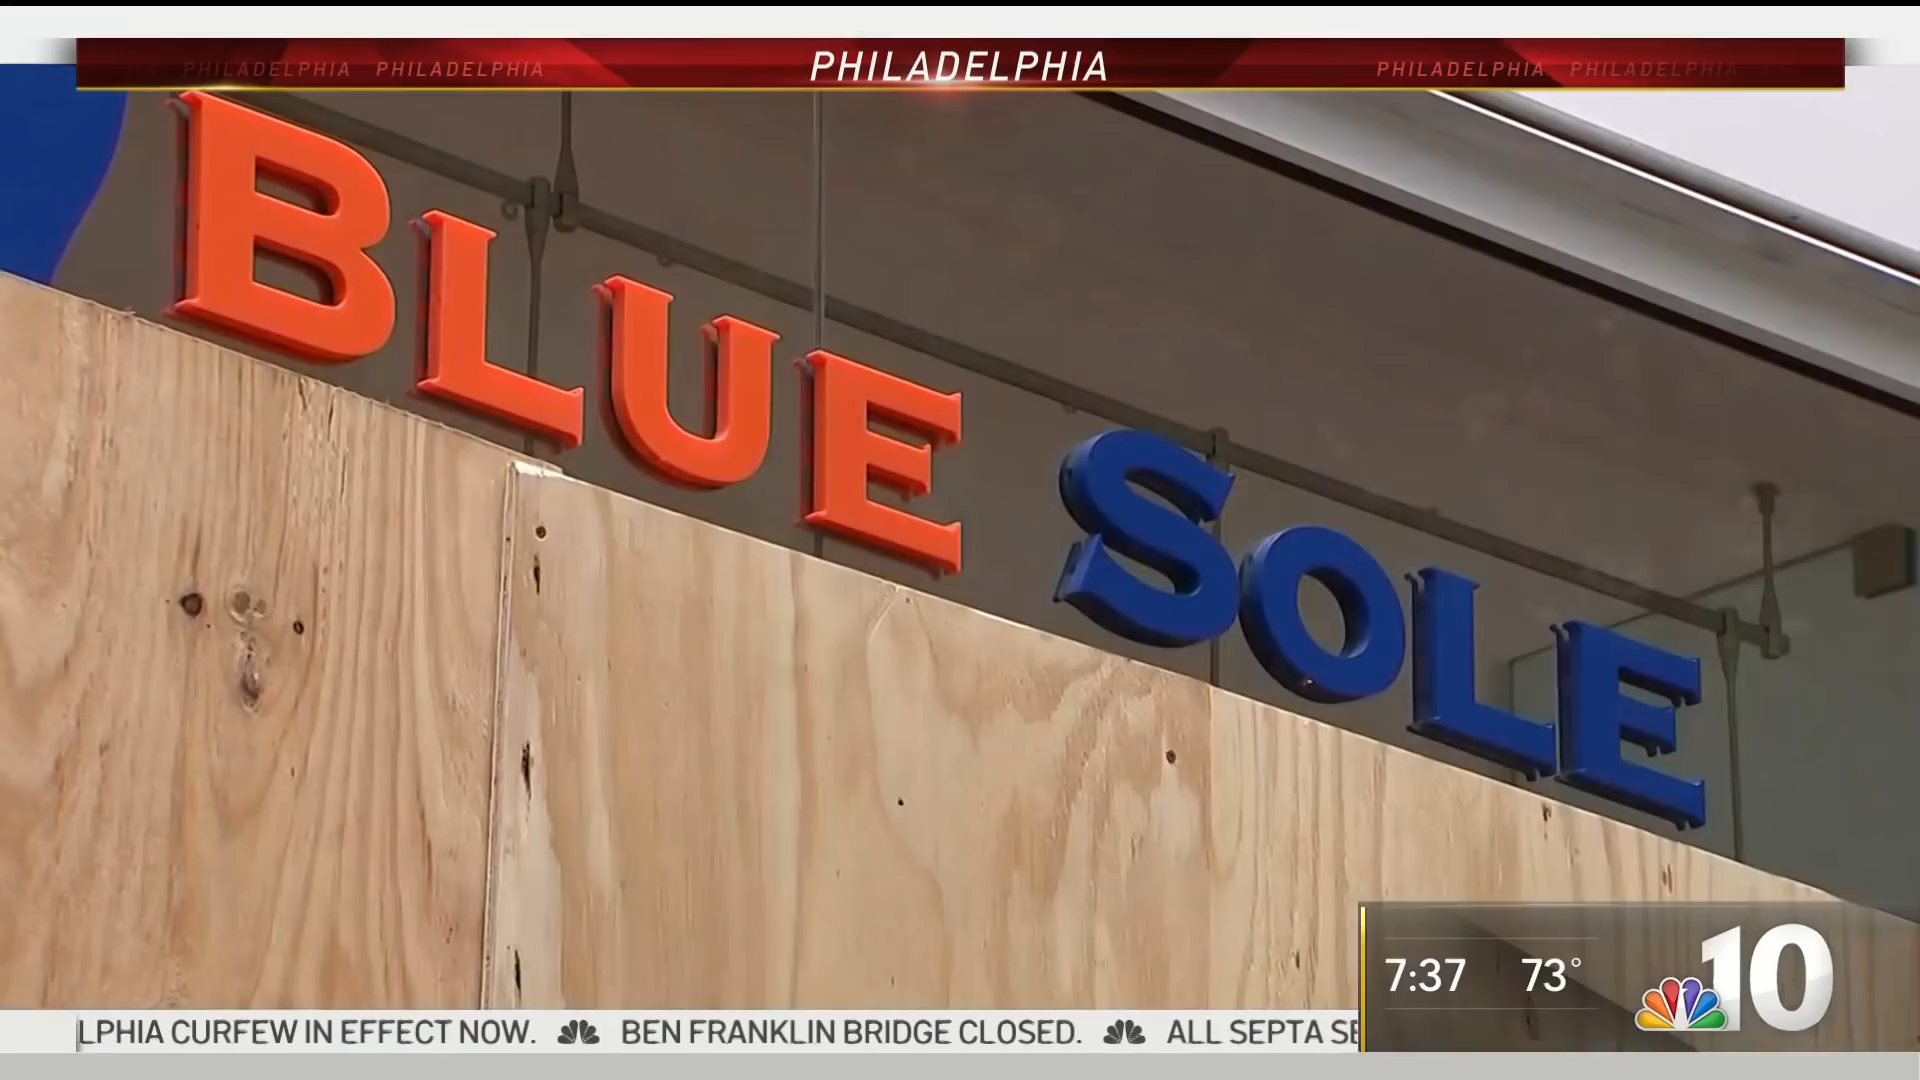 PHILADELPHIA PHILADELPHIA PHILADELPHIA PHILADELPHIA PHILADELPHIA
BLUE SOLE
7:37 73° 10
LPHIA CURFEW IN EFFECT NOW. BEN FRANKLIN BRIDGE CLOSED. ALL SEPTA SE